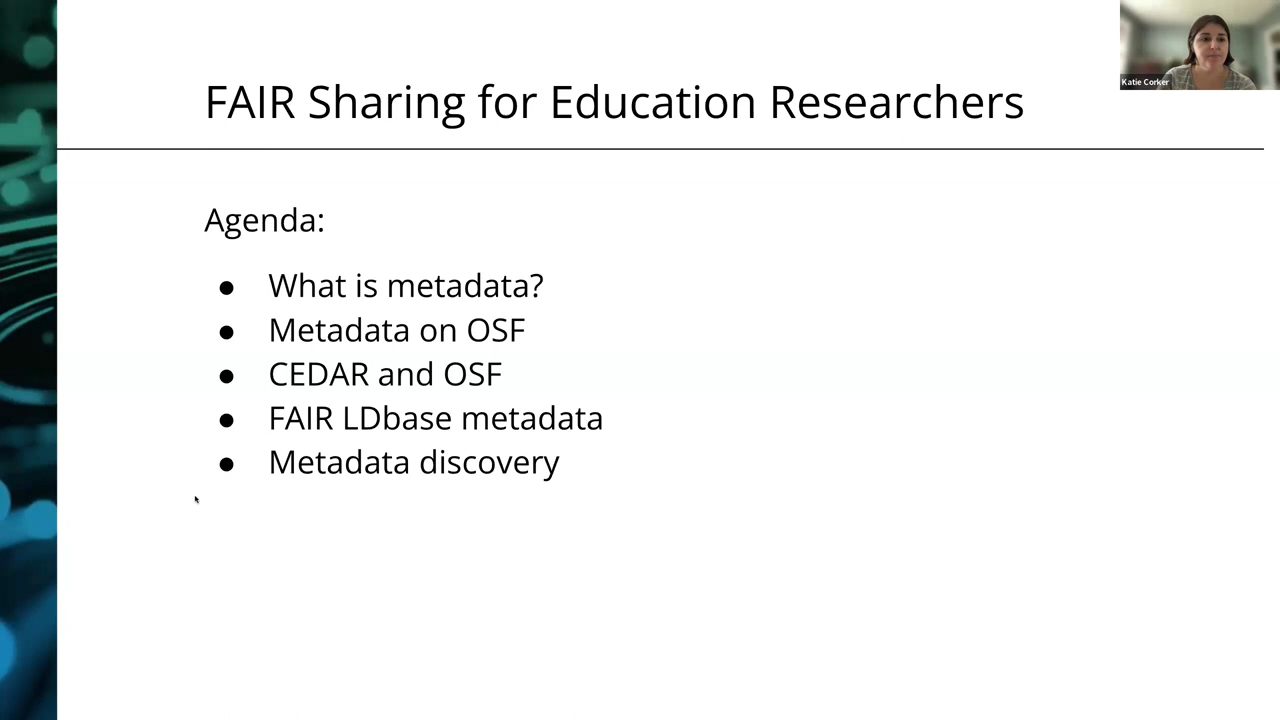 FAIR Sharing for Education Researchers
Katie Corker
Agenda:
● What is metadata?
● Metadata on OSF
● CEDAR and OSF
● FAIR LDbase metadata
● Metadata discovery